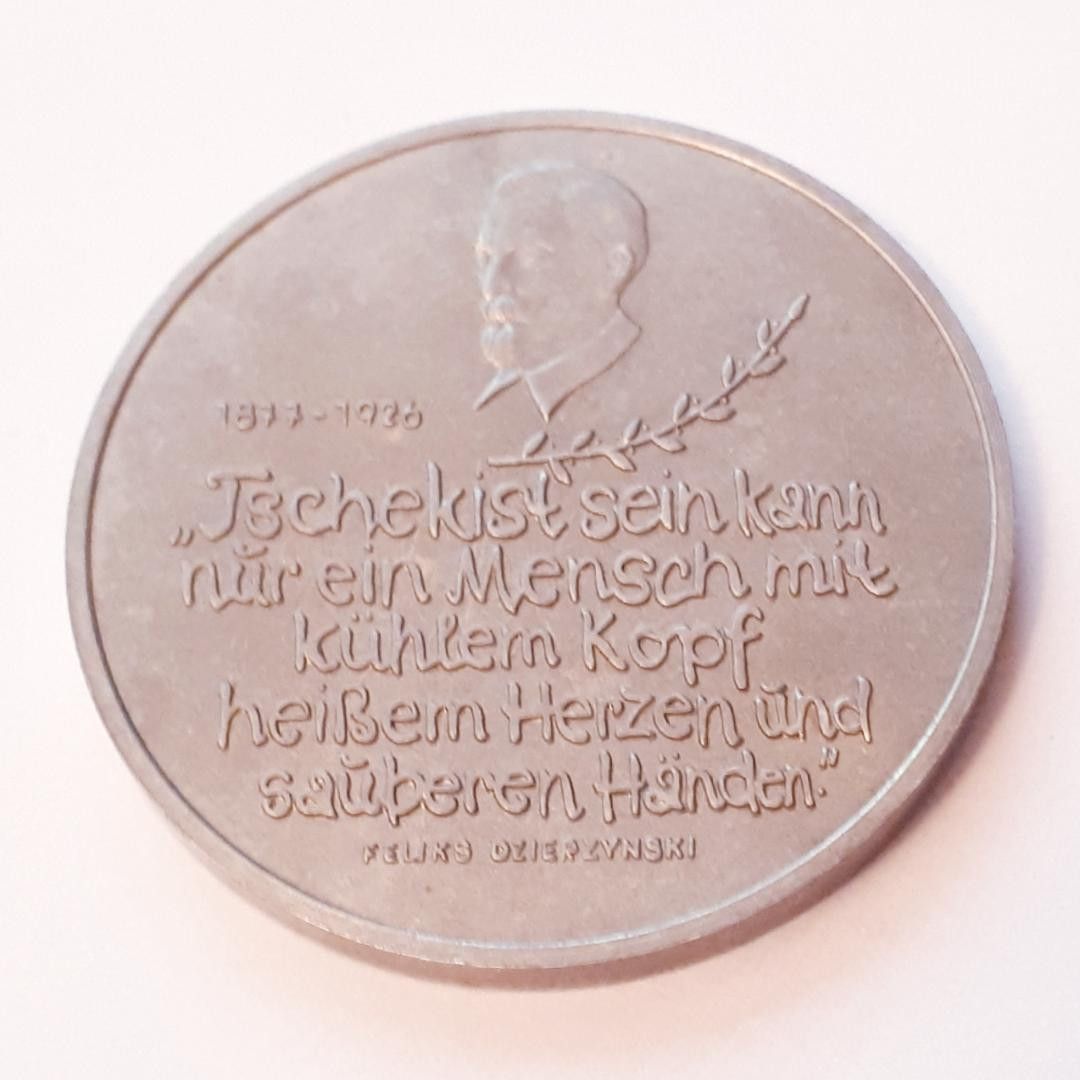 1877-1926
„Tschekist sein kann
nur ein Mensch mit
kühlem Kopf
heißem Herzen und
sauberen Händen."
FELIKS DZIERZYNSKI